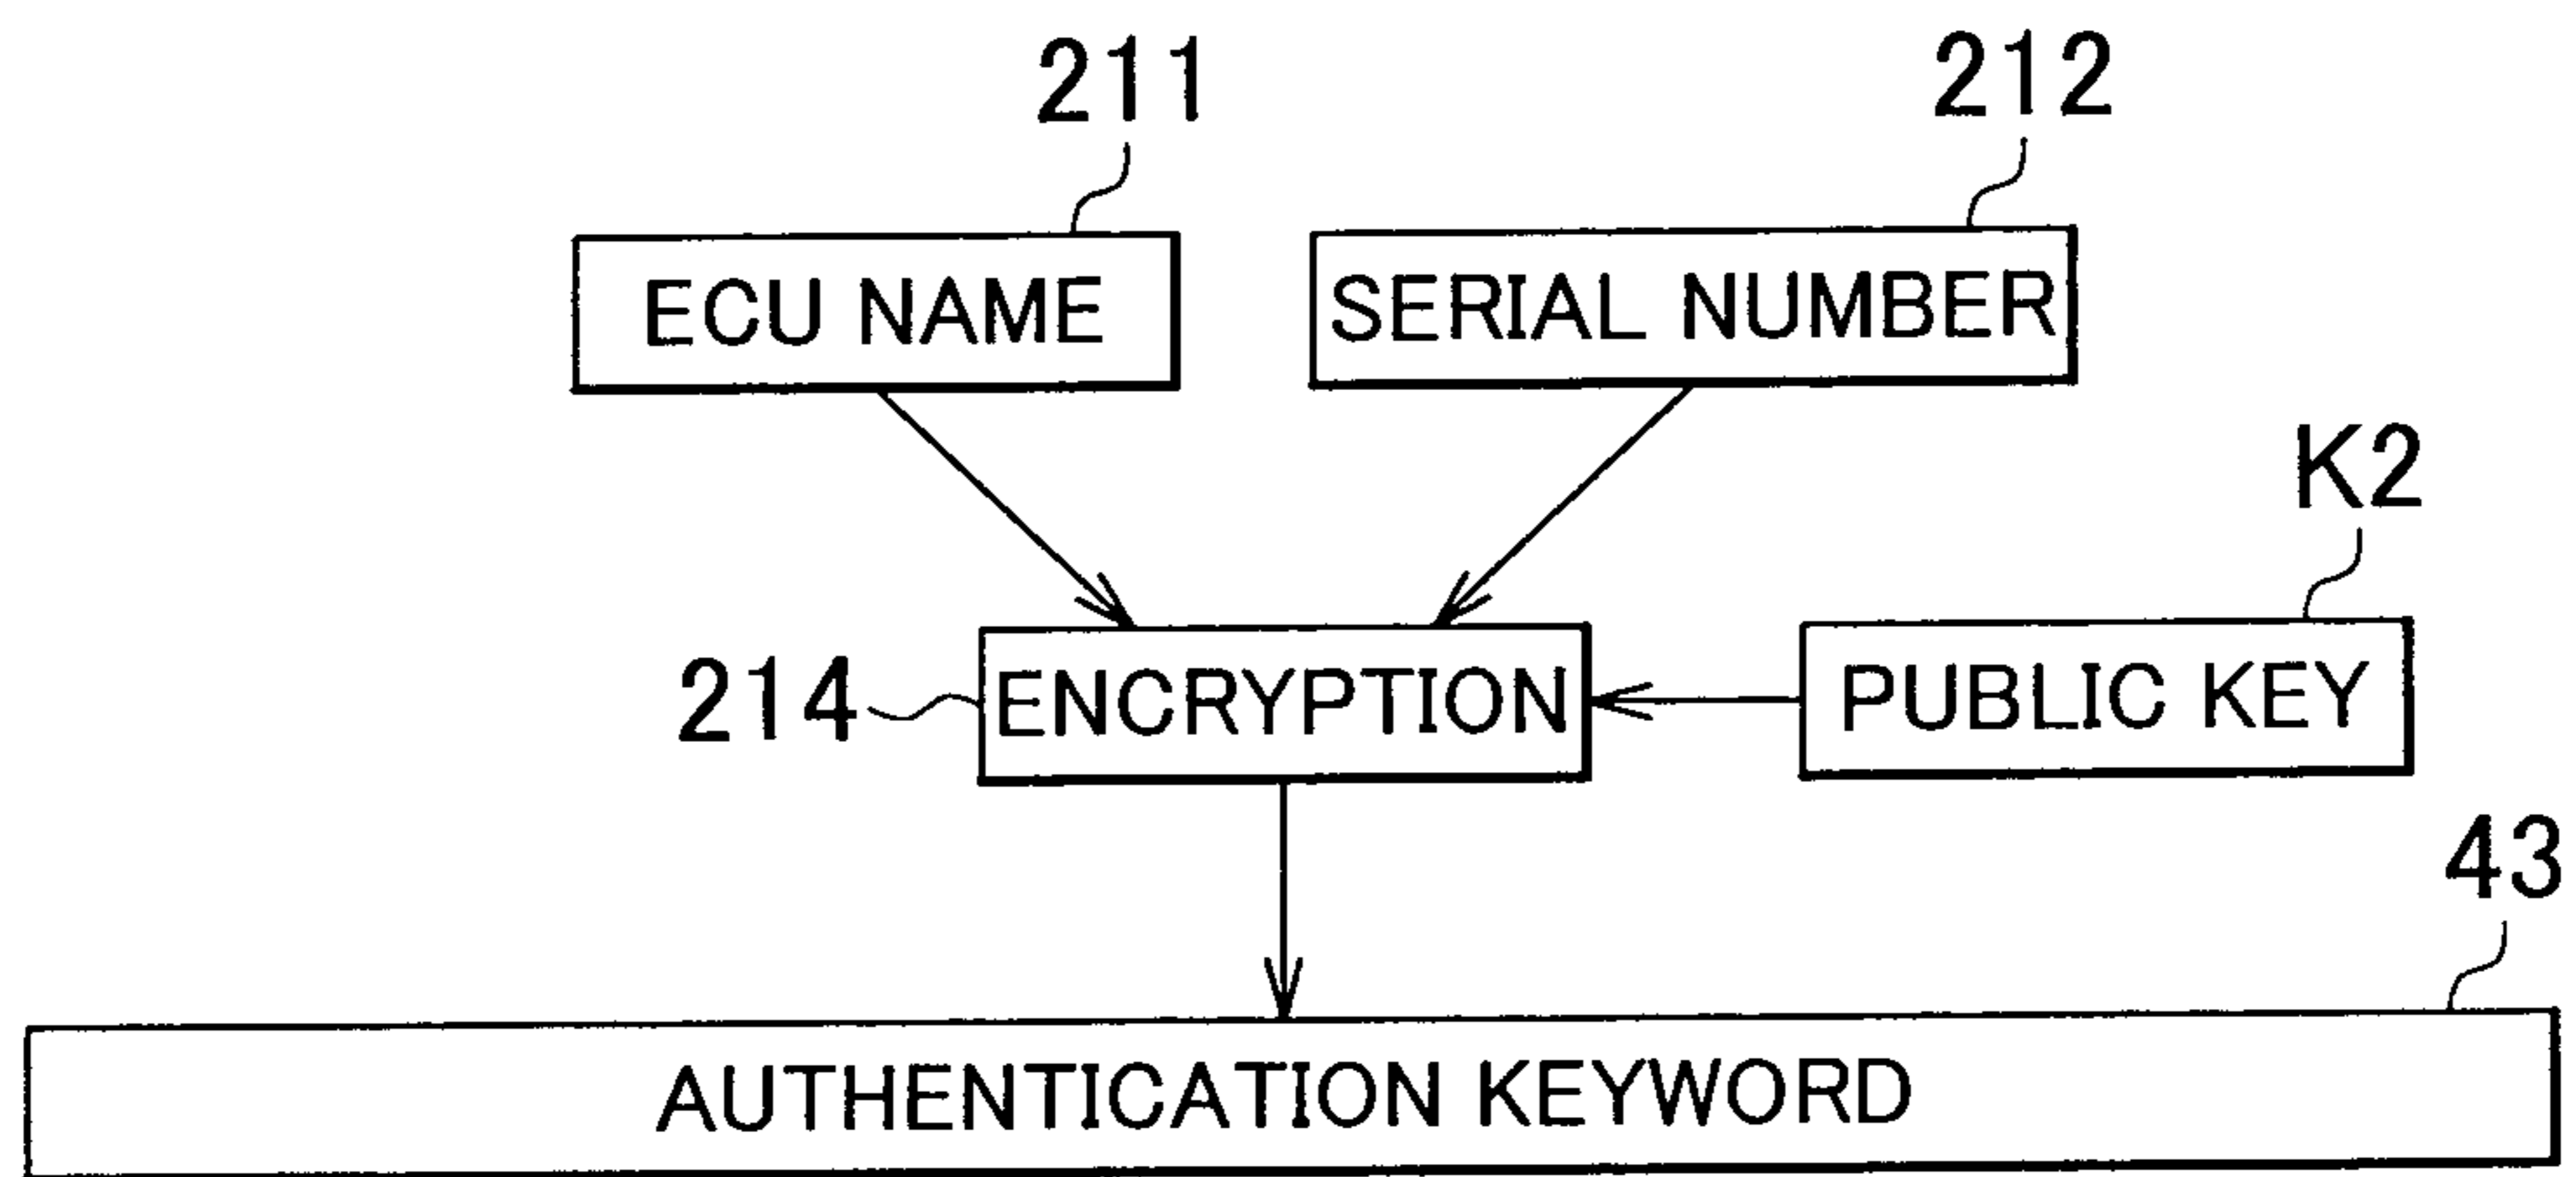 211
212
ECU NAME
SERIAL NUMBER
K2
214
ENCRYPTION
PUBLIC KEY
43
AUTHENTICATION KEYWORD